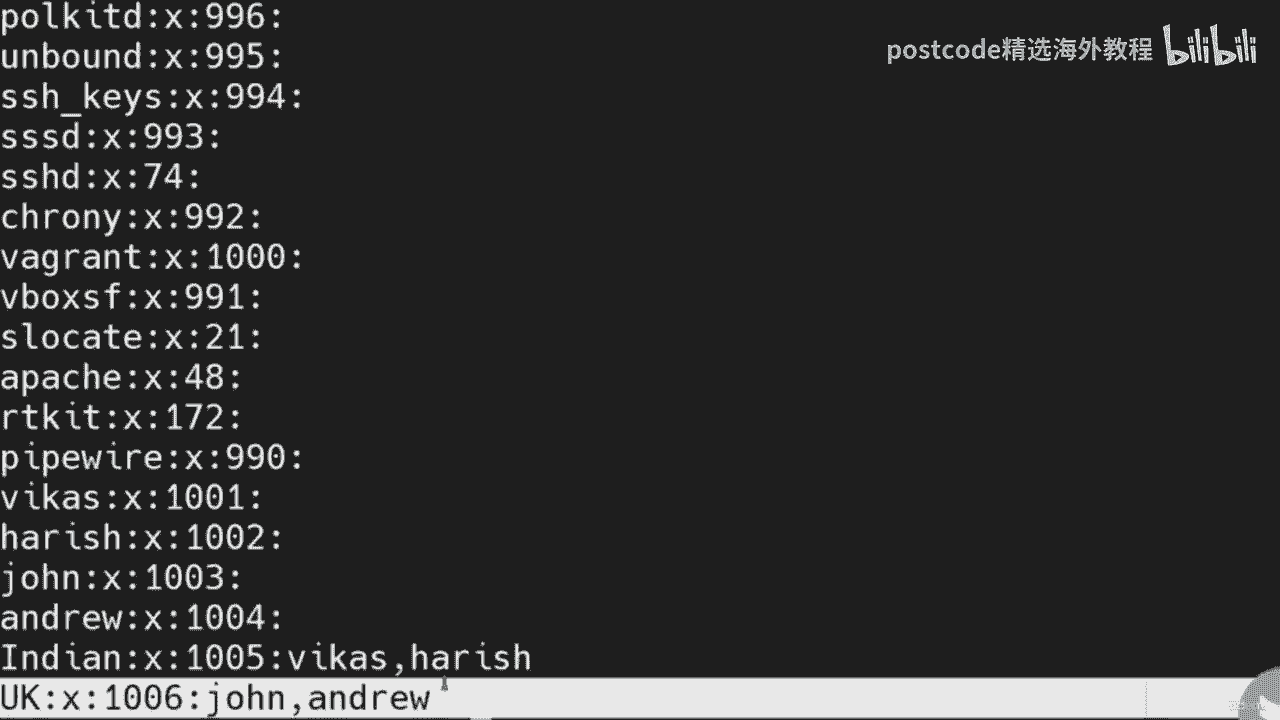 polkitd:x:996:
postcode精选海外教程 bilibili
unbound:x:995:
ssh_keys:x:994:
sssd:x:993:
sshd:x:74:
chrony:x:992:
vagrant:x:1000:
vboxsf:x:991:
slocate:x:21:
apache:x:48:
rtkit:x:172:
pipewire:x:990:
vikas:x:1001:
harish:x:1002:
john:x:1003:
andrew:x:1004:
Indian:x:1005:vikas,harish
UK:x:1006:john,andrew